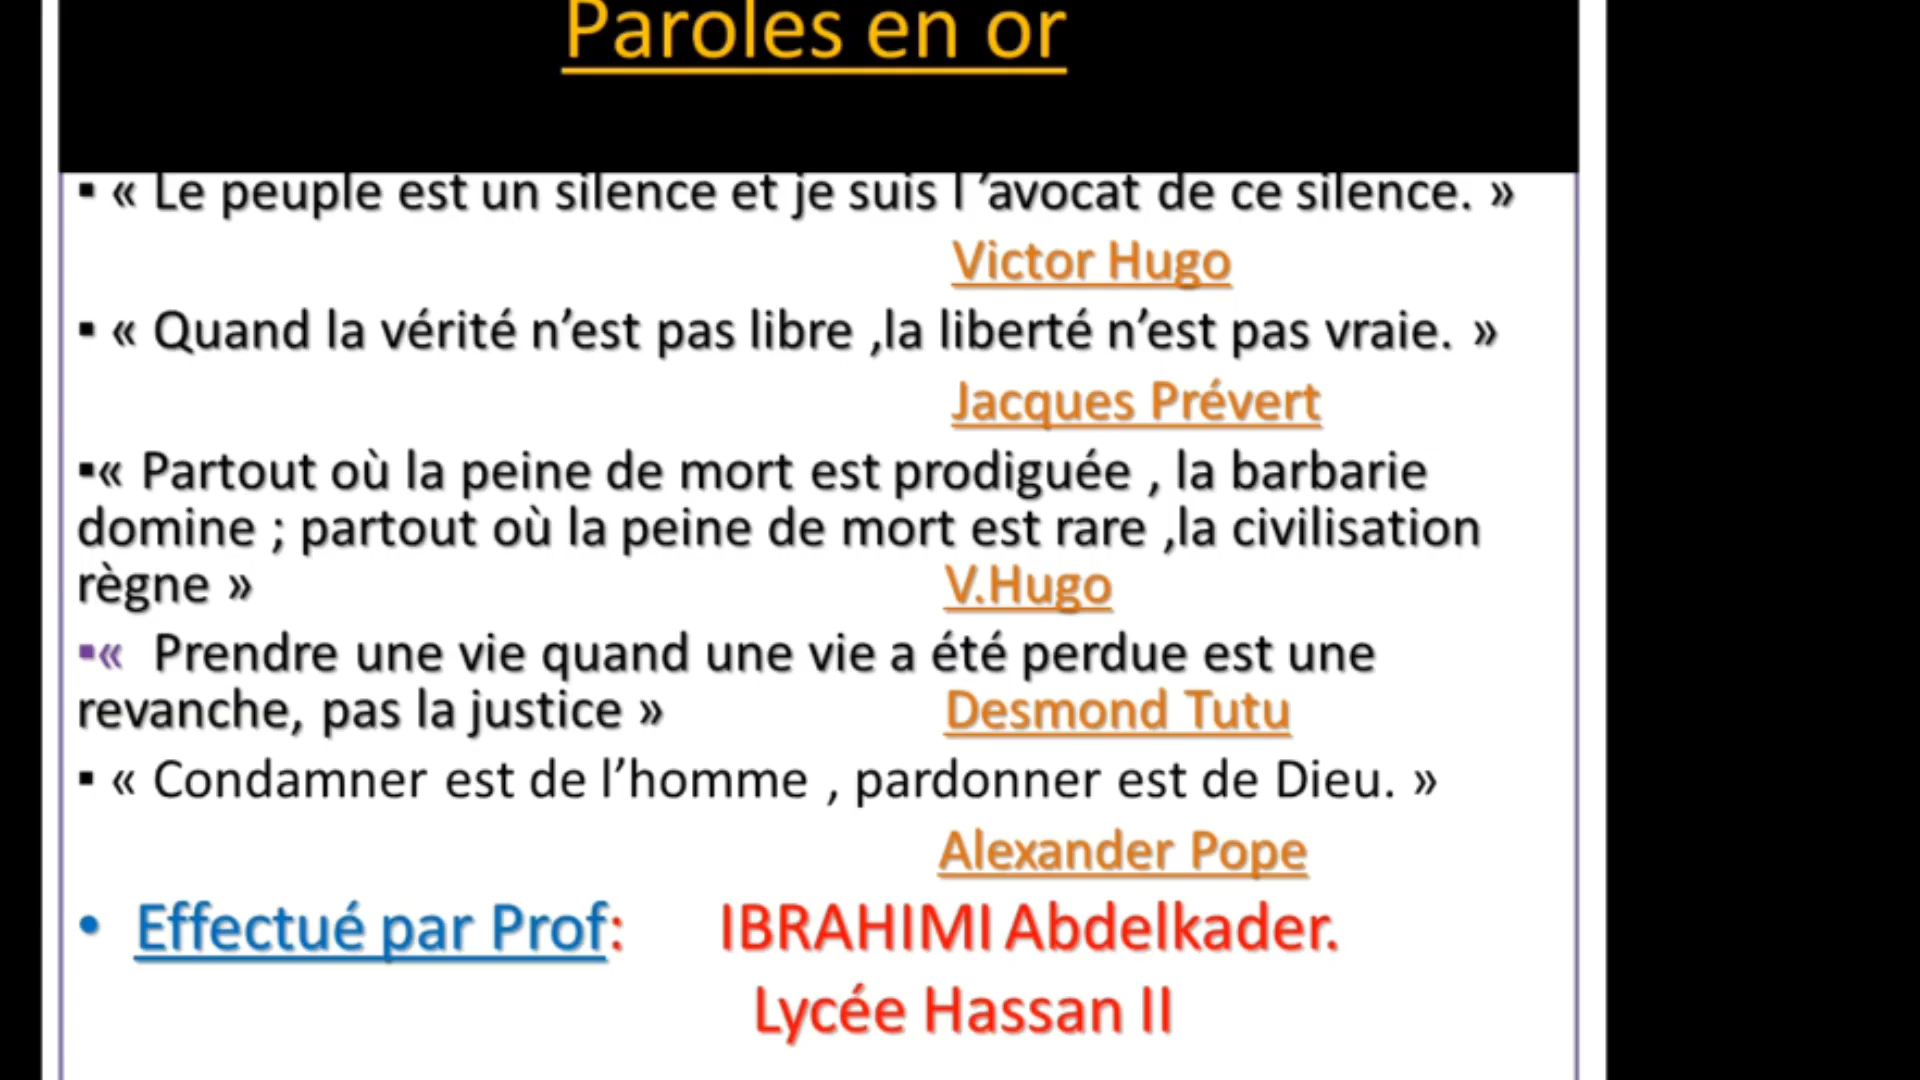 Paroles en or
▪ « Le peuple est un silence et je suis l ’avocat de ce silence. »
Victor Hugo
▪ « Quand la vérité n’est pas libre ,la liberté n’est pas vraie. »
Jacques Prévert
▪« Partout où la peine de mort est prodiguée , la barbarie
domine ; partout où la peine de mort est rare ,la civilisation
règne » V.Hugo
▪« Prendre une vie quand une vie a été perdue est une
revanche, pas la justice » Desmond Tutu
▪ « Condamner est de l’homme , pardonner est de Dieu. »
Alexander Pope
• Effectué par Prof: IBRAHIMI Abdelkader.
Lycée Hassan II